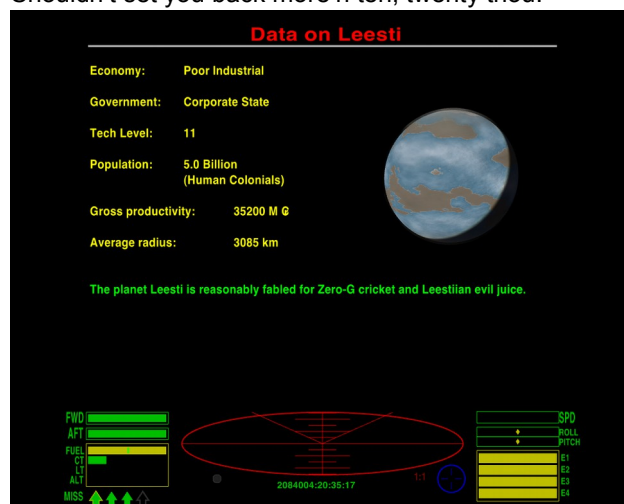 Shouldn't set you back more'n ten, twenty thou.
Data on Leesti
Economy: Poor Industrial
Government: Corporate State
Tech Level: 11
Population: 5.0 Billion
(Human Colonials)
Gross productivity: 35200 M ₢
Average radius: 3085 km
The planet Leesti is reasonably fabled for Zero-G cricket and Leestiian evil juice.
FWD
AFT
FUEL
CT
LT
ALT
MISS
1:1
2084004:20:35:17
SPD
ROLL
PITCH
E1
E2
E3
E4